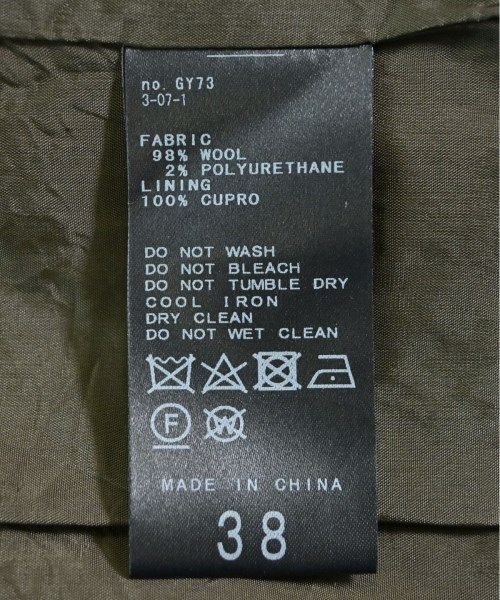 no. GY73
3-07-1
FABRIC
98% WOOL
2% POLYURETHANE
LINING
100% CUPRO
DO NOT WASH
DO NOT BLEACH
DO NOT TUMBLE DRY
COOL IRON
DRY CLEAN
DO NOT WET CLEAN
F W
MADE IN CHINA
38